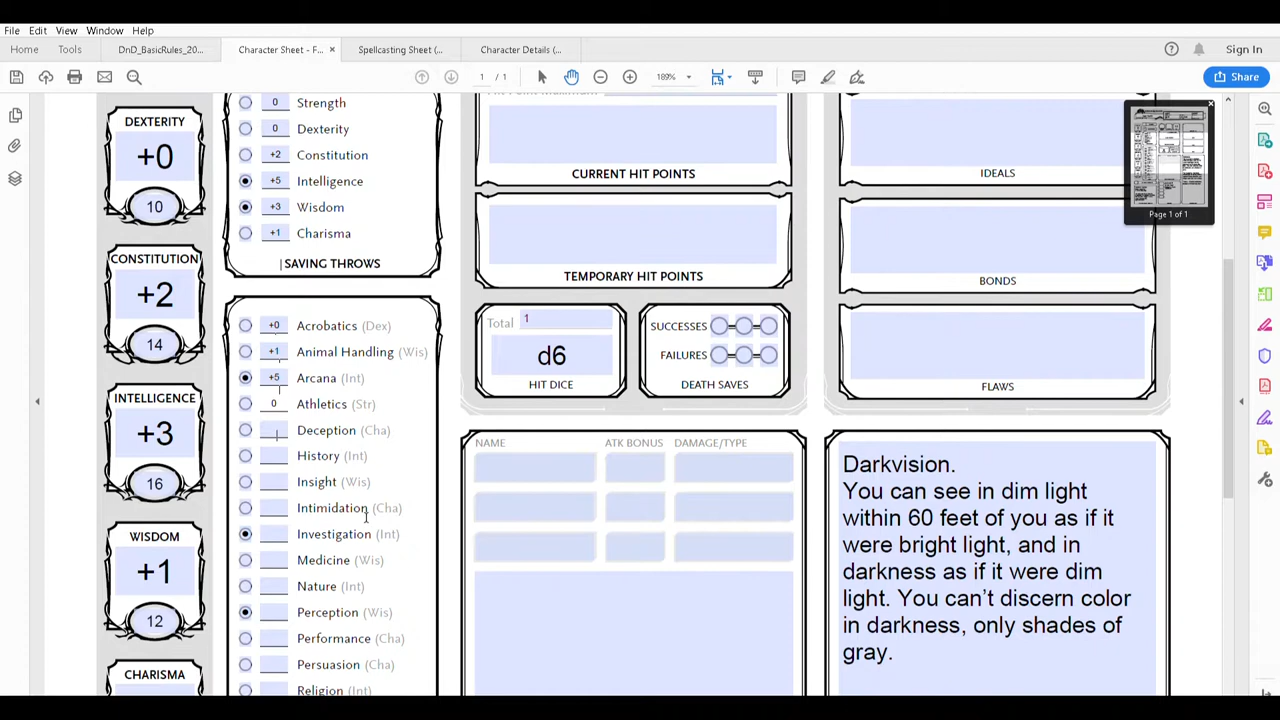 File Edit View Window Help
Home Tools DnD_BasicRules_20... Character Sheet - F... × Spellcasting Sheet (... Character Details (... Sign In
1 / 1 189% Share
DEXTERITY
+0
10
CONSTITUTION
+2
14
INTELLIGENCE
+3
16
WISDOM
+1
12
CHARISMA
0 Strength
0 Dexterity
+2 Constitution
+5 Intelligence
+3 Wisdom
+1 Charisma
SAVING THROWS
+0 Acrobatics (Dex)
+1 Animal Handling (Wis)
+5 Arcana (Int)
0 Athletics (Str)
Deception (Cha)
History (Int)
Insight (Wis)
Intimidation (Cha)
Investigation (Int)
Medicine (Wis)
Nature (Int)
Perception (Wis)
Performance (Cha)
Persuasion (Cha)
Religion (Int)
Hit Point Maximum
CURRENT HIT POINTS
TEMPORARY HIT POINTS
Total 1
d6
HIT DICE
SUCCESSES
FAILURES
DEATH SAVES
NAME ATK BONUS DAMAGE/TYPE
IDEALS
BONDS
FLAWS
Darkvision.
You can see in dim light
within 60 feet of you as if it
were bright light, and in
darkness as if it were dim
light. You can’t discern color
in darkness, only shades of
gray.
Page 1 of 1